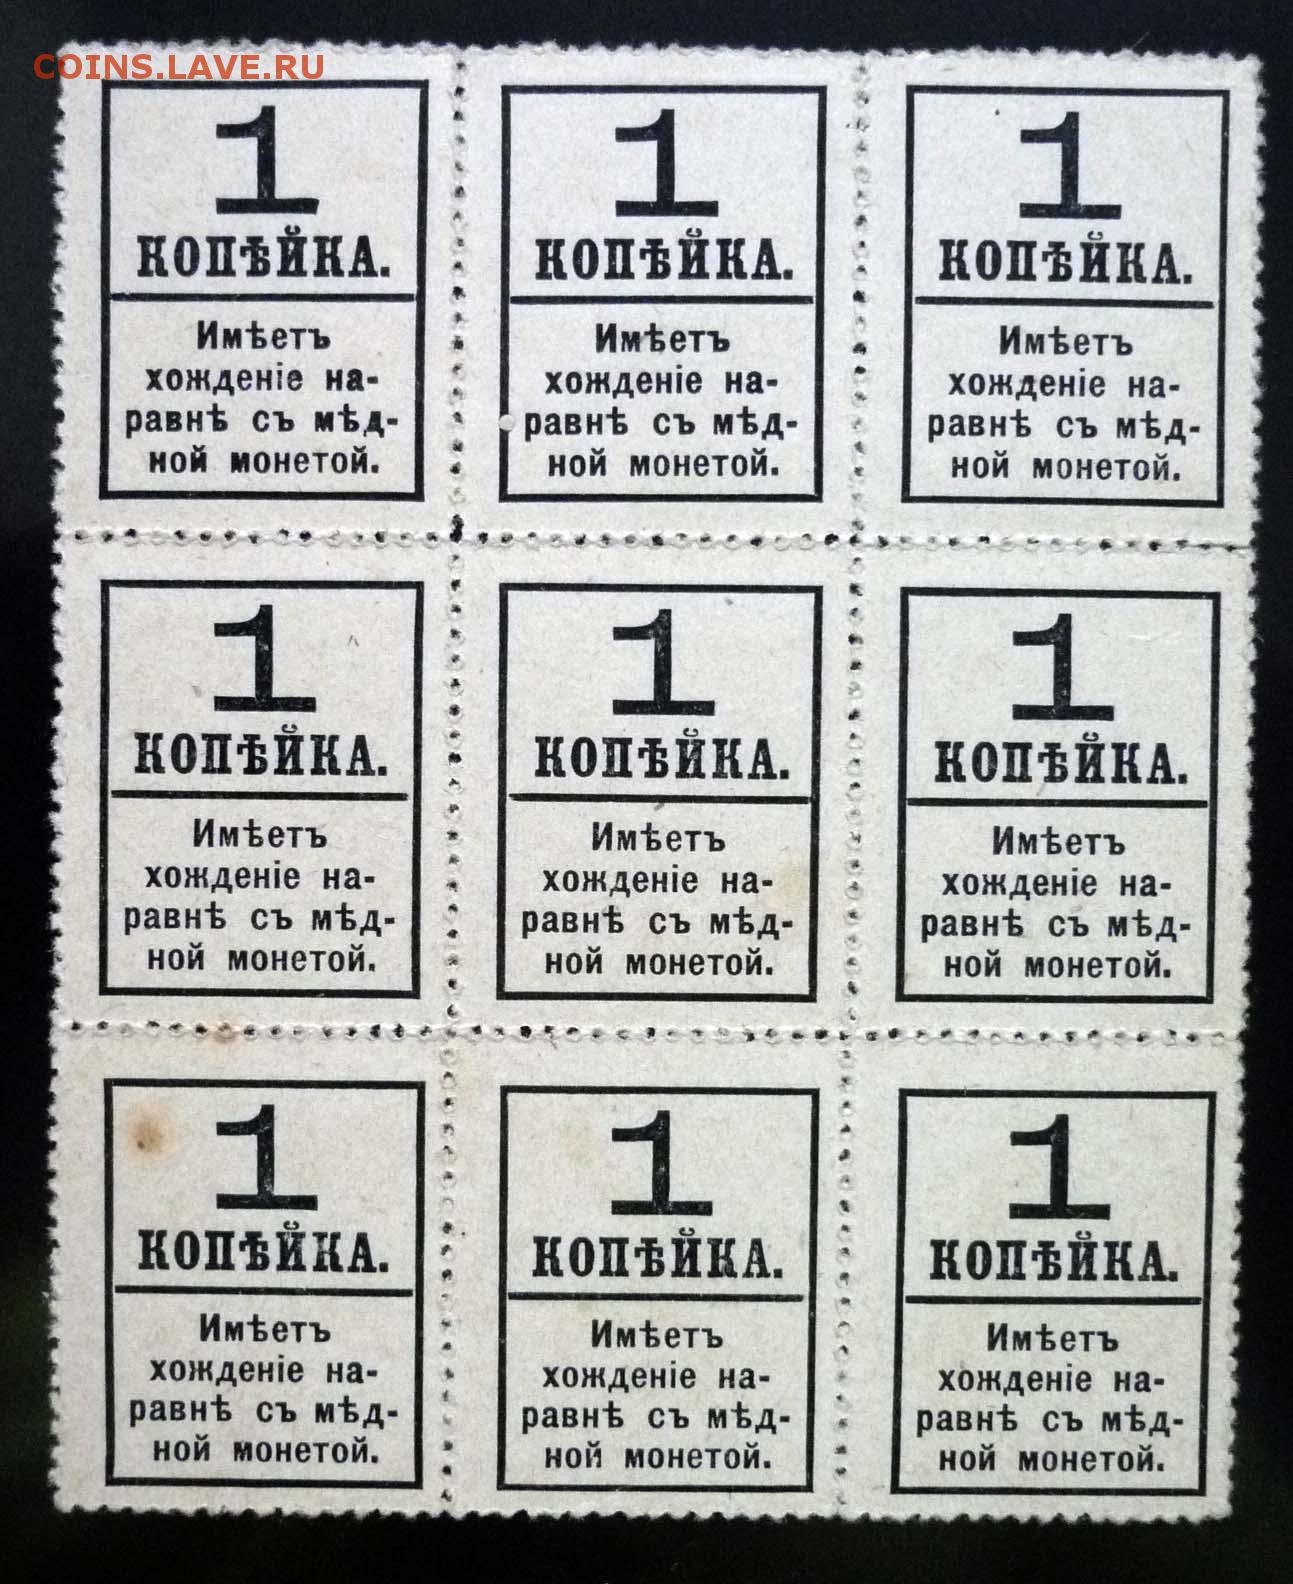 COINS.LAVE.RU
1
КОПѢЙКА.
Имѣетъ
хожденіе на-
равнѣ съ мѣд-
ной монетой.
1
КОПѢЙКА.
Имѣетъ
хожденіе на-
равнѣ съ мѣд-
ной монетой.
1
КОПѢЙКА.
Имѣетъ
хожденіе на-
равнѣ съ мѣд-
ной монетой.
1
КОПѢЙКА.
Имѣетъ
хожденіе на-
равнѣ съ мѣд-
ной монетой.
1
КОПѢЙКА.
Имѣетъ
хожденіе на-
равнѣ съ мѣд-
ной монетой.
1
КОПѢЙКА.
Имѣетъ
хожденіе на-
равнѣ съ мѣд-
ной монетой.
1
КОПѢЙКА.
Имѣетъ
хожденіе на-
равнѣ съ мѣд-
ной монетой.
1
КОПѢЙКА.
Имѣетъ
хожденіе на-
равнѣ съ мѣд-
ной монетой.
1
КОПѢЙКА.
Имѣетъ
хожденіе на-
равнѣ съ мѣд-
ной монетой.